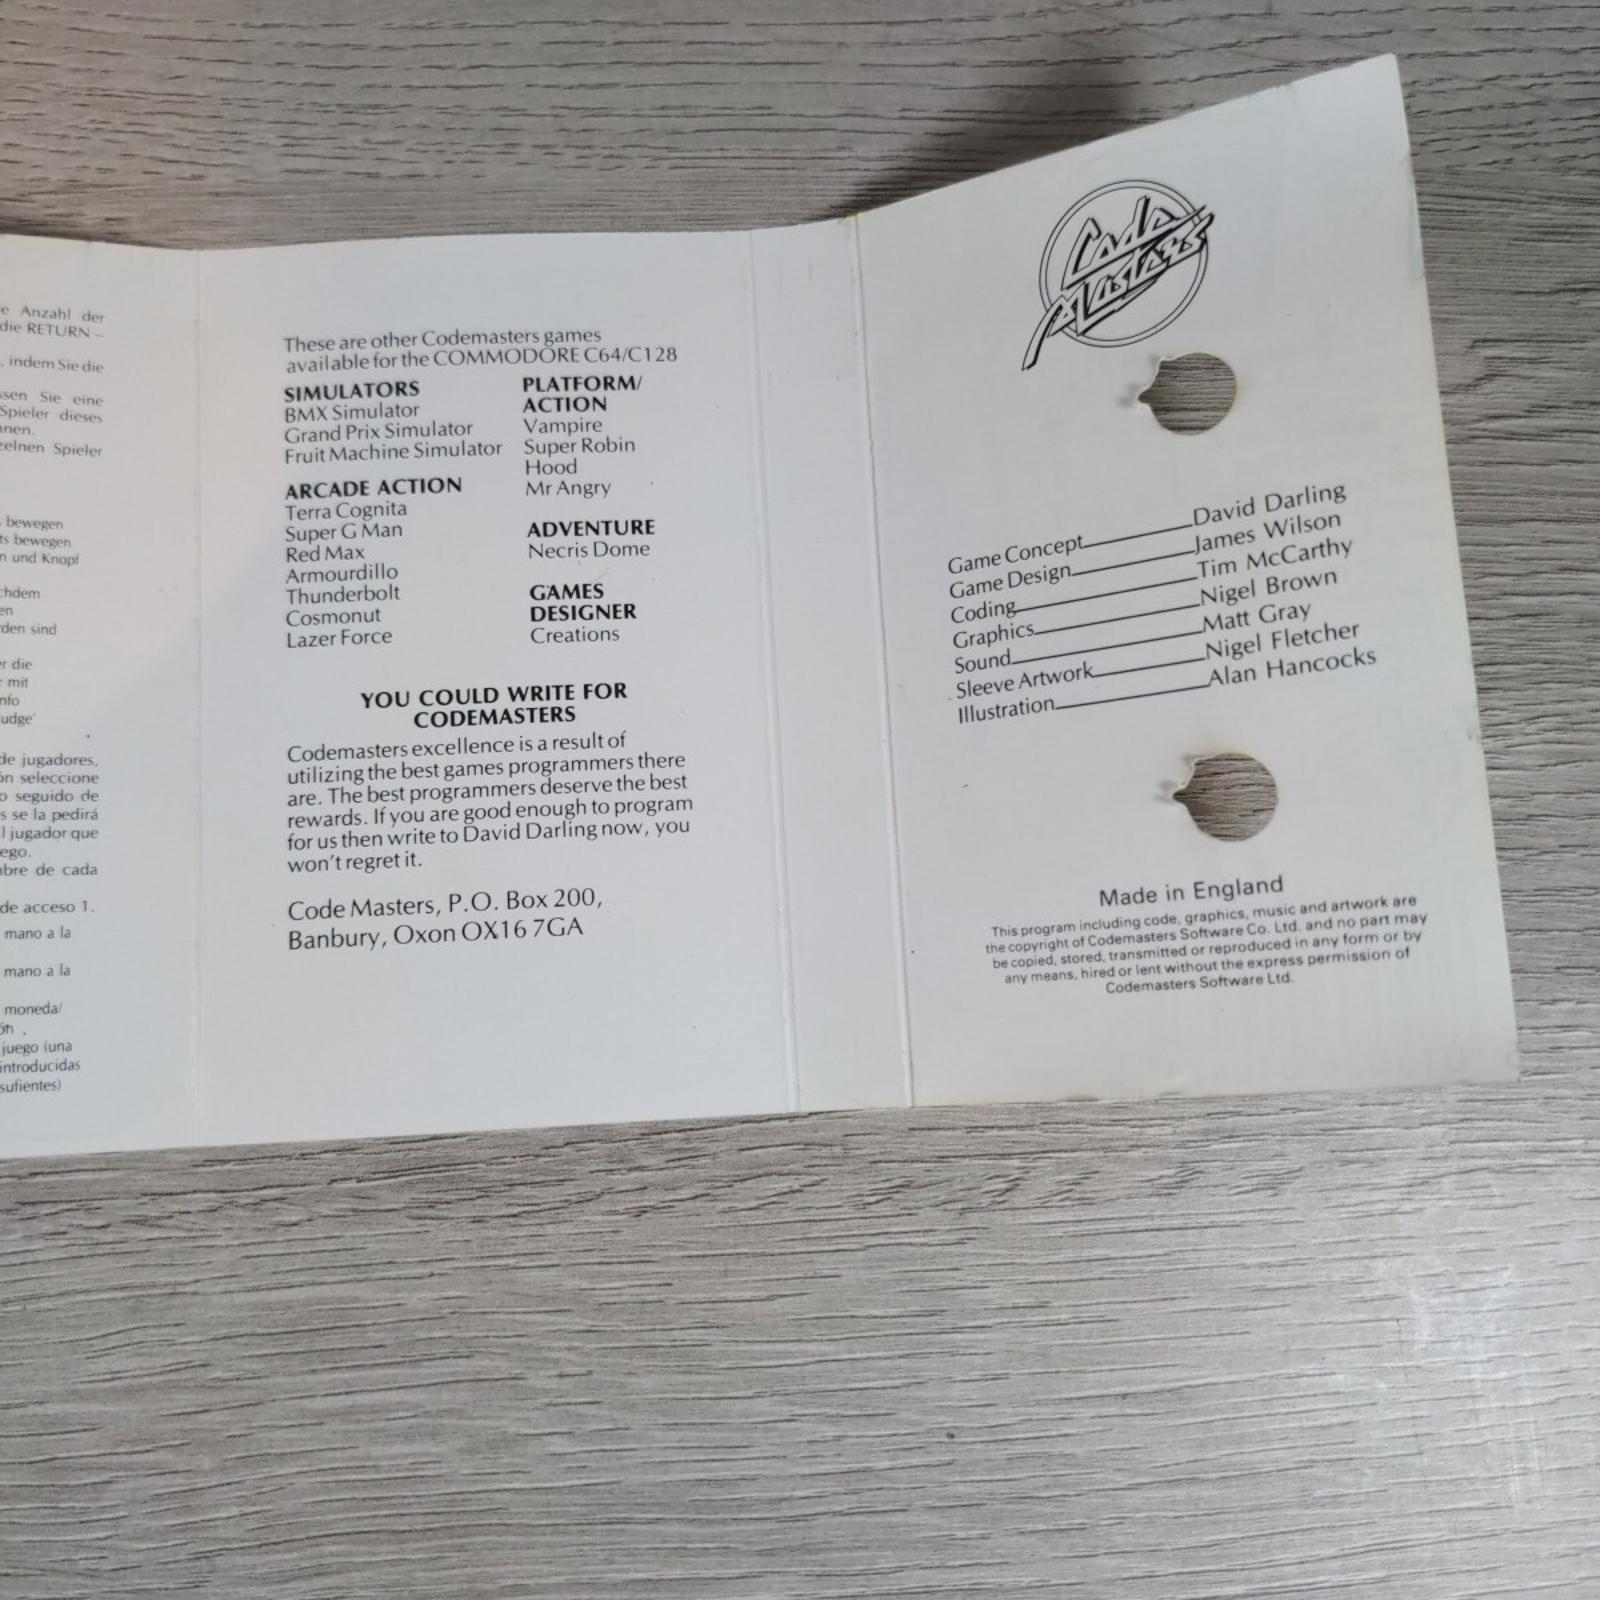 e Anzahl der
die RETURN –
, indem Sie die
ssen Sie eine
Spieler dieses
nnen.
zelnen Spieler
bewegen
ts bewegen
n und Knopf
chdem
en
rden sind
er die
r mit
nfo
udge'
de jugadores,
ón seleccione
o seguido de
s se la pedirá
l jugador que
ego.
mbre de cada
de acceso 1.
mano a la
mano a la
moneda/
ón .
juego (una
introducidas
sufientes)
These are other Codemasters games
available for the COMMODORE C64/C128
SIMULATORS
BMX Simulator
Grand Prix Simulator
Fruit Machine Simulator
ARCADE ACTION
Terra Cognita
Super G Man
Red Max
Armourdillo
Thunderbolt
Cosmonut
Lazer Force
PLATFORM/
ACTION
Vampire
Super Robin
Hood
Mr Angry
ADVENTURE
Necris Dome
GAMES
DESIGNER
Creations
YOU COULD WRITE FOR
CODEMASTERS
Codemasters excellence is a result of
utilizing the best games programmers there
are. The best programmers deserve the best
rewards. If you are good enough to program
for us then write to David Darling now, you
won't regret it.
Code Masters, P.O. Box 200,
Banbury, Oxon OX16 7GA
Code
Masters
Game Concept David Darling
Game Design James Wilson
Coding Tim McCarthy
Graphics Nigel Brown
Sound Matt Gray
Sleeve Artwork Nigel Fletcher
Illustration Alan Hancocks
Made in England
This program including code, graphics, music and artwork are
the copyright of Codemasters Software Co. Ltd. and no part may
be copied, stored, transmitted or reproduced in any form or by
any means, hired or lent without the express permission of
Codemasters Software Ltd.